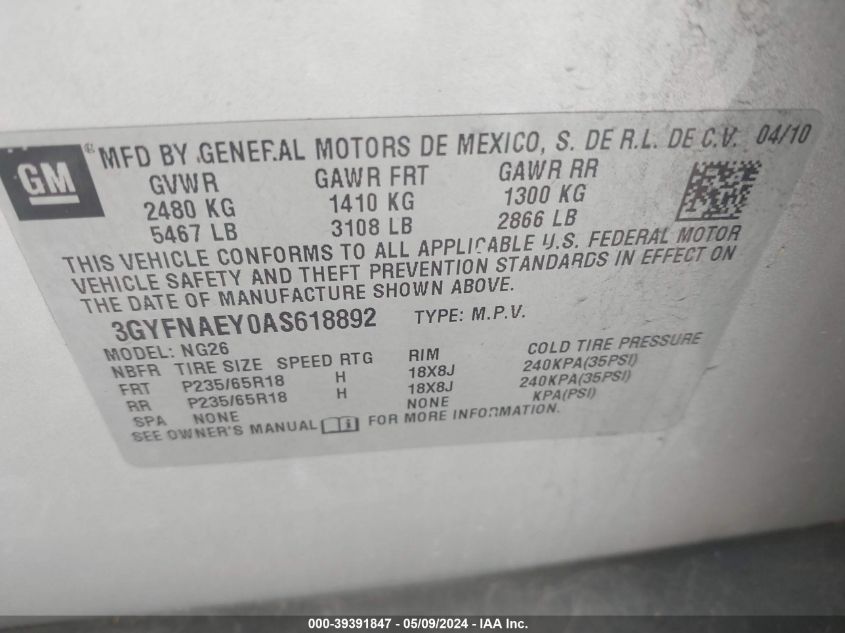 GM ® MFD BY GENERAL MOTORS DE MEXICO, S. DE R.L. DE C.V. 04/10
GVWR GAWR FRT GAWR RR
2480 KG 1410 KG 1300 KG
5467 LB 3108 LB 2866 LB
THIS VEHICLE CONFORMS TO ALL APPLICABLE U.S. FEDERAL MOTOR
VEHICLE SAFETY AND THEFT PREVENTION STANDARDS IN EFFECT ON
THE DATE OF MANUFACTURE SHOWN ABOVE.
3GYFNAEY0AS618892 TYPE: M.P.V.
MODEL: NG26
NBFR TIRE SIZE SPEED RTG RIM COLD TIRE PRESSURE
FRT P235/65R18 H 18X8J 240KPA(35PSI)
RR P235/65R18 H 18X8J 240KPA(35PSI)
SPA NONE NONE KPA(PSI)
SEE OWNER'S MANUAL FOR MORE INFORMATION.
000-39391847 - 05/09/2024 - IAA Inc.